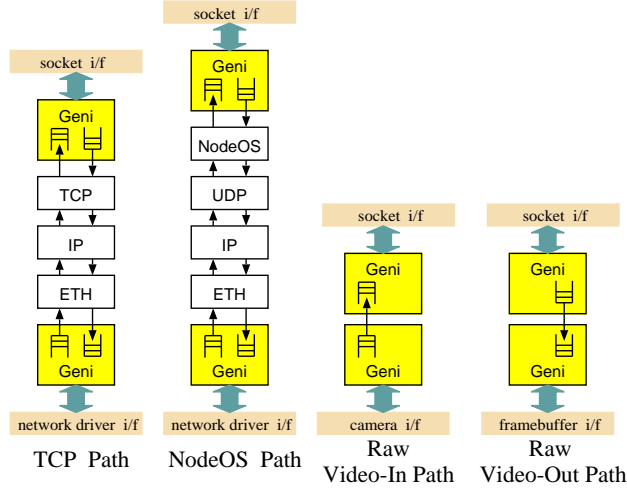 socket i/f
Geni
TCP
IP
ETH
Geni
network driver i/f
TCP Path
socket i/f
Geni
NodeOS
UDP
IP
ETH
Geni
network driver i/f
NodeOS Path
socket i/f
Geni
Geni
camera i/f
Raw
Video-In Path
socket i/f
Geni
Geni
framebuffer i/f
Raw
Video-Out Path